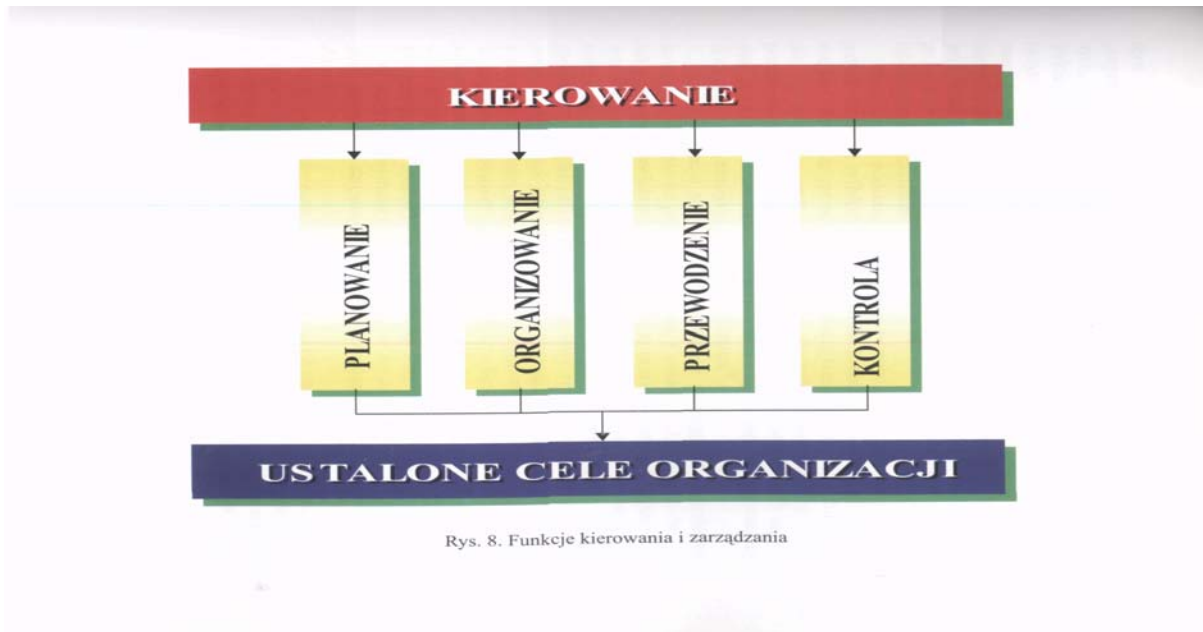 KIEROWANIE
PLANOWANIE
ORGANIZOWANIE
PRZEWODZENIE
KONTROLA
USTALONE CELE ORGANIZACJI
Rys. 8. Funkcje kierowania i zarządzania